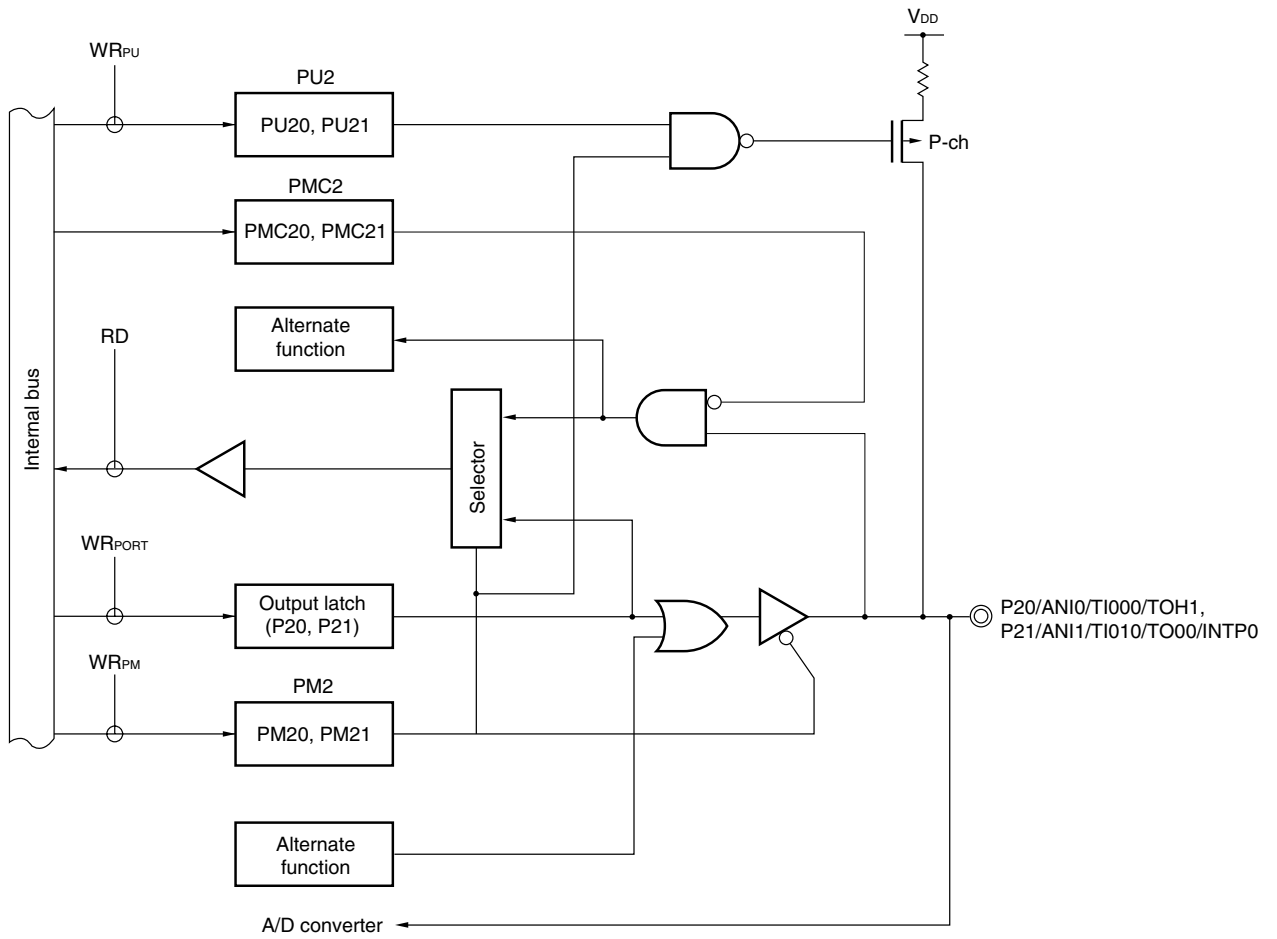 VDD
WRPU
PU2
PU20, PU21
P-ch
PMC2
PMC20, PMC21
RD
Alternate
function
Internal bus
Selector
WRPORT
Output latch
(P20, P21)
P20/ANI0/TI000/TOH1,
P21/ANI1/TI010/TO00/INTP0
WRPM
PM2
PM20, PM21
Alternate
function
A/D converter